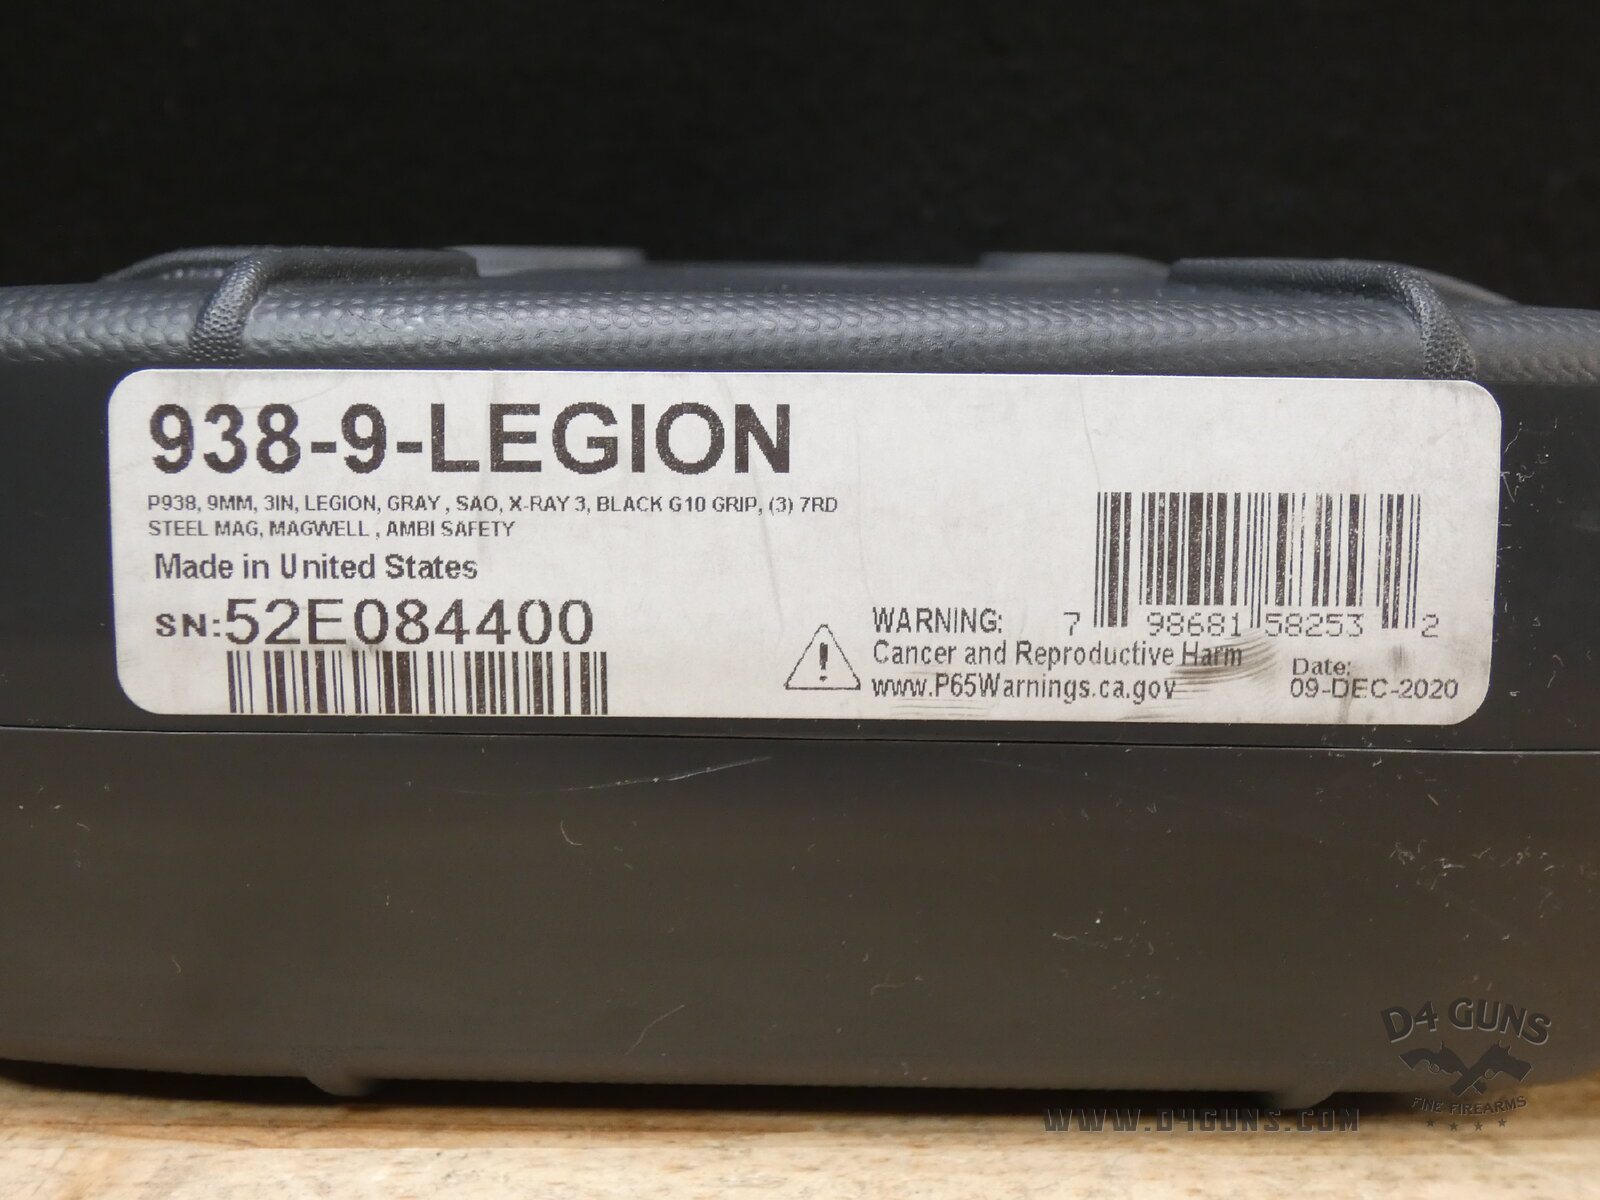 938-9-LEGION
P938, 9MM, 3IN, LEGION, GRAY , SAO, X-RAY 3, BLACK G10 GRIP, (3) 7RD
STEEL MAG, MAGWELL , AMBI SAFETY
Made in United States
SN:52E084400
WARNING:
Cancer and Reproductive Harm
www.P65Warnings.ca.gov
7 98681 58253 2
Date:
09-DEC-2020
D4 GUNS
FINE FIREARMS
WWW.D4GUNS.COM